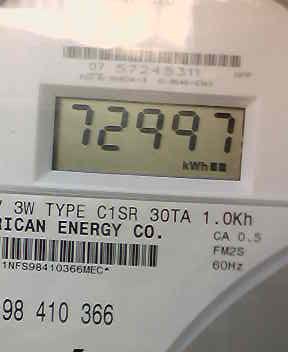 07 57245311
72997
kWh
3W TYPE C1SR 30TA 1.0Kh
RICAN ENERGY CO.
CA 0.5
FM2S
1NFS98410366MEC*
60Hz
98 410 366